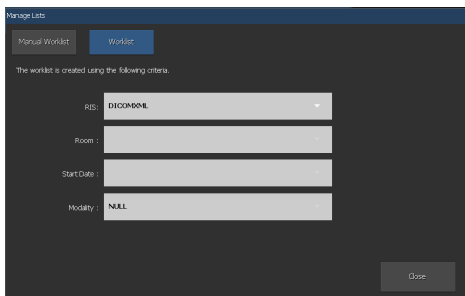 Manage Lists
Manual Worklist
Worklist
The worklist is created using the following criteria.
RIS: DICOMXML
Room :
Start Date :
Modality : NULL
Close